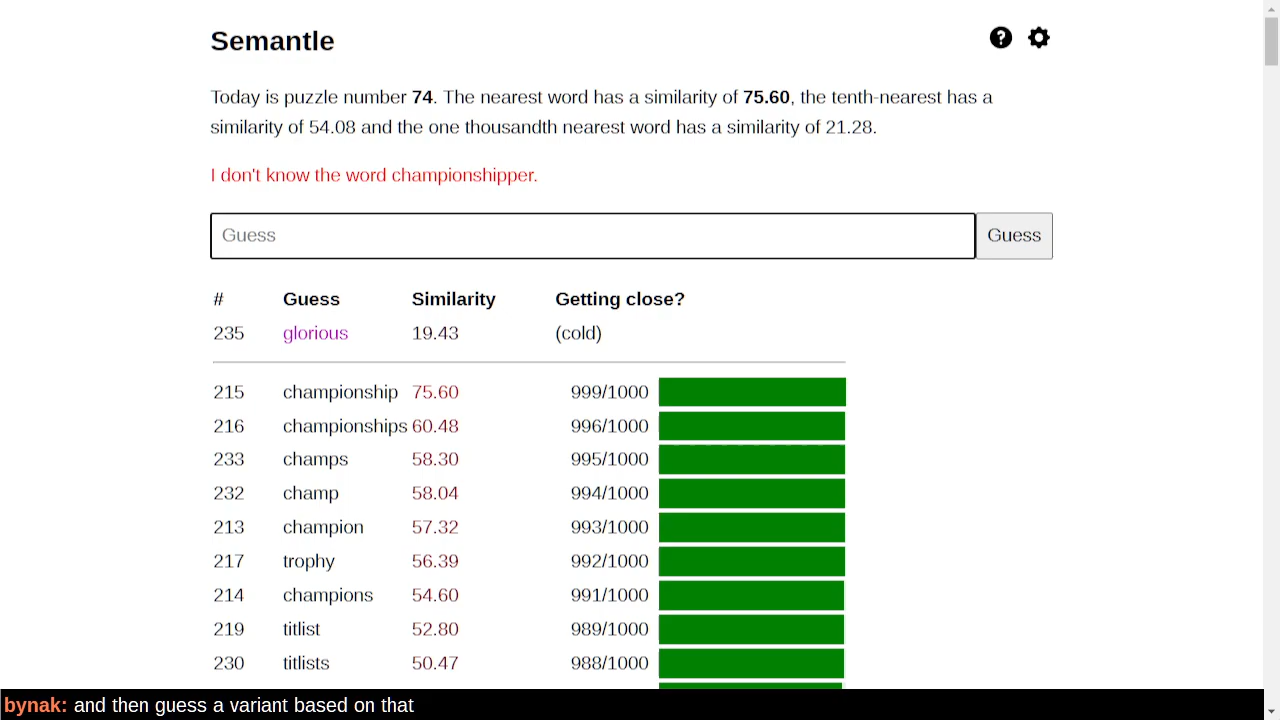 Semantle
Today is puzzle number 74. The nearest word has a similarity of 75.60, the tenth-nearest has a
similarity of 54.08 and the one thousandth nearest word has a similarity of 21.28.
I don't know the word championshipper.
Guess Guess
# Guess Similarity Getting close?
235 glorious 19.43 (cold)
215 championship 75.60 999/1000
216 championships 60.48 996/1000
233 champs 58.30 995/1000
232 champ 58.04 994/1000
213 champion 57.32 993/1000
217 trophy 56.39 992/1000
214 champions 54.60 991/1000
219 titlist 52.80 989/1000
230 titlists 50.47 988/1000
bynak: and then guess a variant based on that